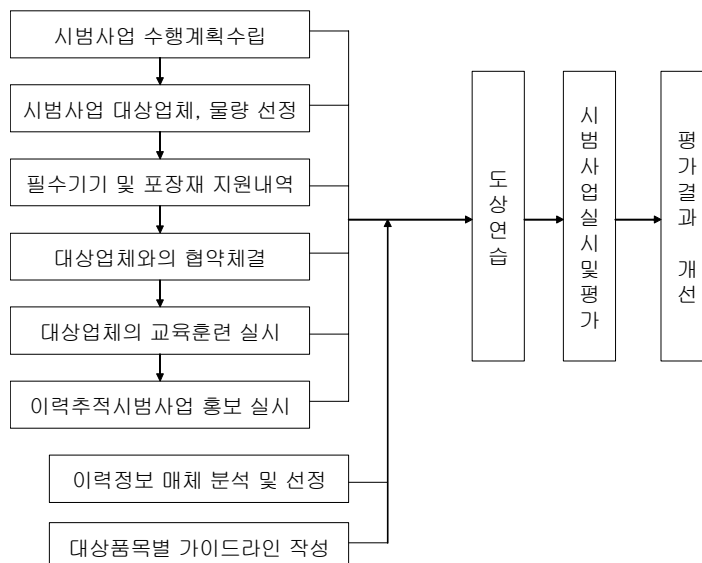 시범사업 수행계획수립
시범사업 대상업체, 물량 선정
필수기기 및 포장재 지원내역
대상업체와의 협약체결
대상업체의 교육훈련 실시
이력추적시범사업 홍보 실시
이력정보 매체 분석 및 선정
대상품목별 가이드라인 작성
도상연습
시범사업실시및평가
평가결과 개선